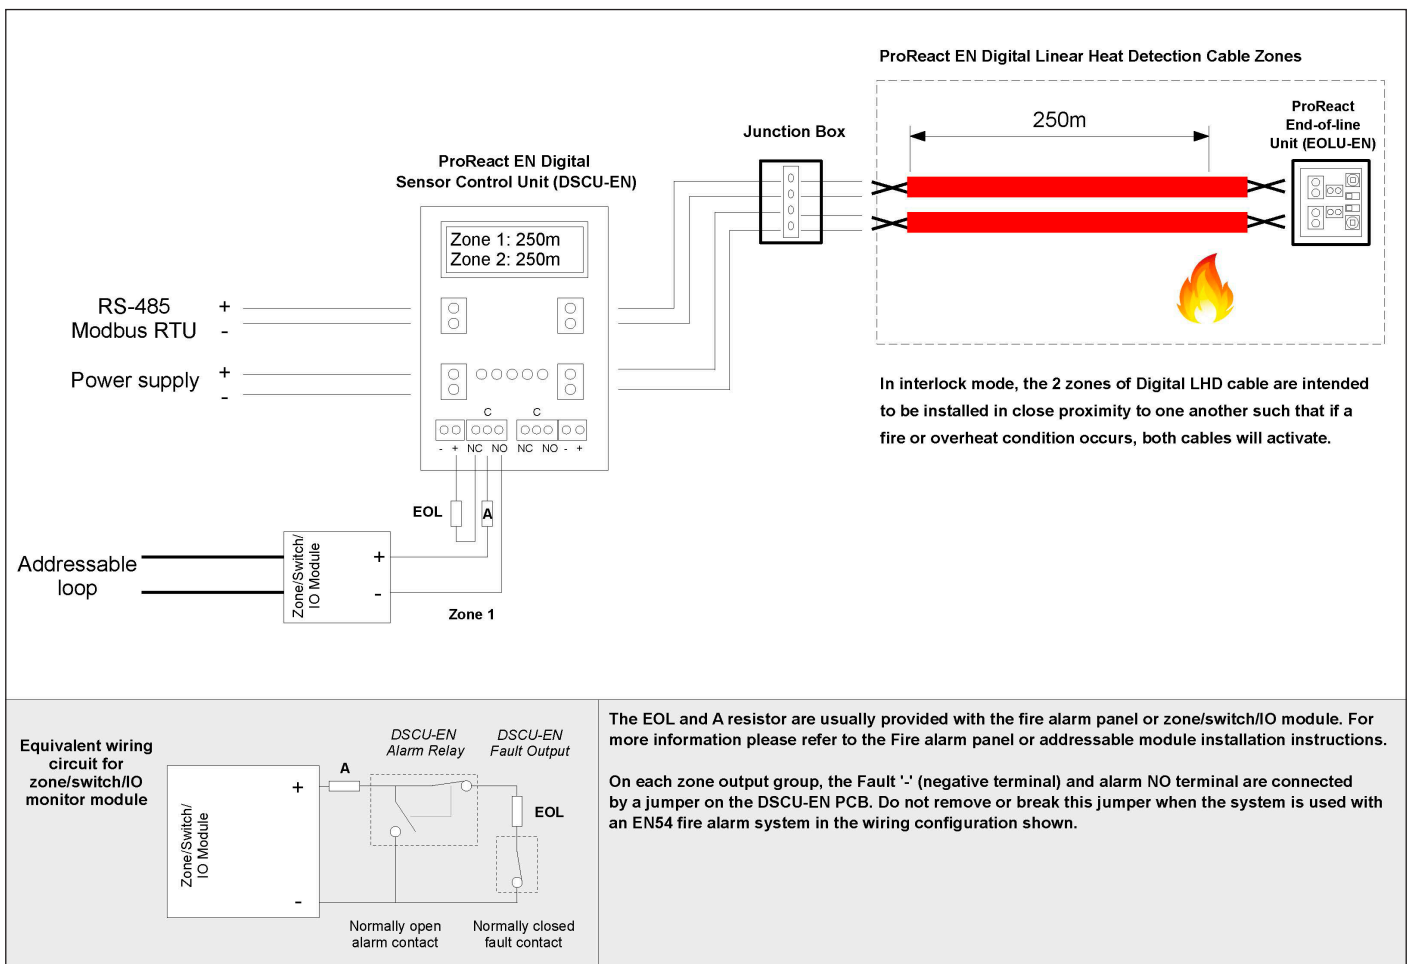 ProReact EN Digital Linear Heat Detection Cable Zones
ProReact
End-of-line
Unit (EOLU-EN)
250m
Junction Box
ProReact EN Digital
Sensor Control Unit (DSCU-EN)
Zone 1: 250m
Zone 2: 250m
RS-485
Modbus RTU
+
-
Power supply
+
-
C
C
- + NC NO NC NO - +
In interlock mode, the 2 zones of Digital LHD cable are intended
to be installed in close proximity to one another such that if a
fire or overheat condition occurs, both cables will activate.
EOL
A
Addressable
loop
Zone/Switch/
IO Module
+
-
Zone 1
Equivalent wiring
circuit for
zone/switch/IO
monitor module
Zone/Switch/
IO Module
+
-
A
DSCU-EN
Alarm Relay
DSCU-EN
Fault Output
EOL
Normally open
alarm contact
Normally closed
fault contact
The EOL and A resistor are usually provided with the fire alarm panel or zone/switch/IO module. For
more information please refer to the Fire alarm panel or addressable module installation instructions.
On each zone output group, the Fault '-' (negative terminal) and alarm NO terminal are connected
by a jumper on the DSCU-EN PCB. Do not remove or break this jumper when the system is used with
an EN54 fire alarm system in the wiring configuration shown.